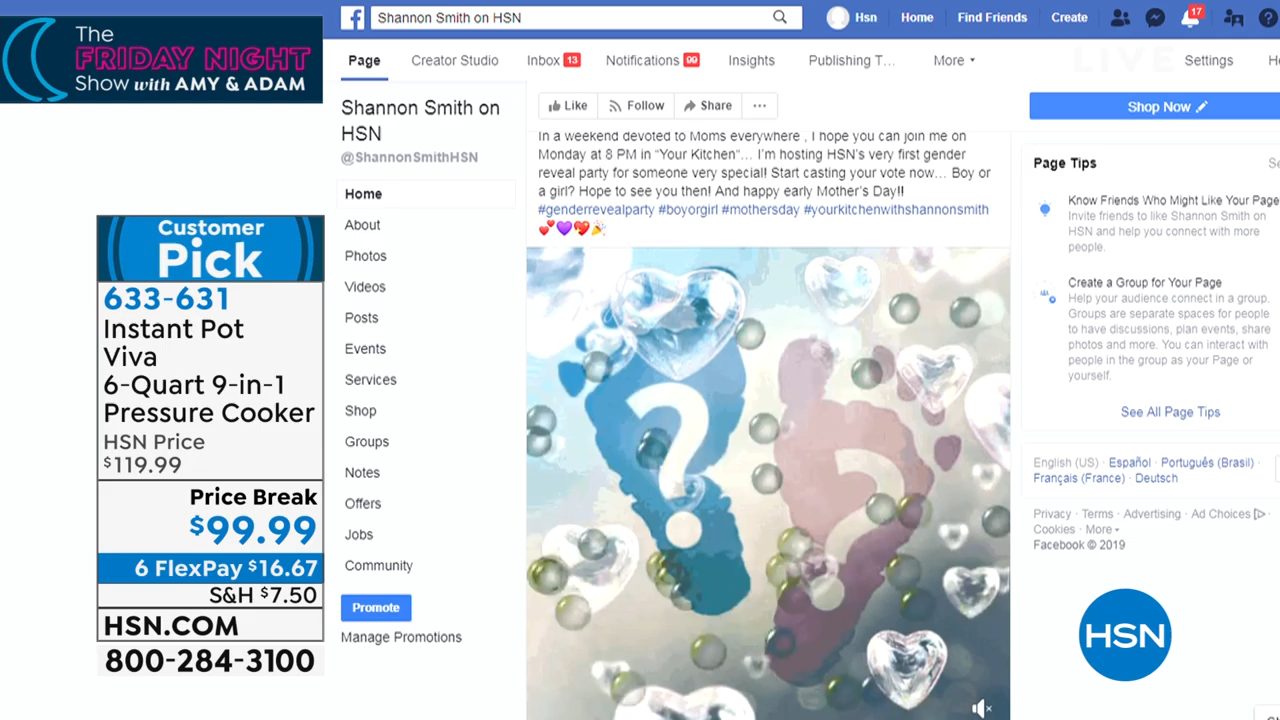 The
FRIDAY NIGHT
Show with AMY & ADAM
Customer
Pick
633-631
Instant Pot
Viva
6-Quart 9-in-1
Pressure Cooker
HSN Price
$119.99
Price Break
$99.99
6 FlexPay $16.67
S&H $7.50
HSN.COM
800-284-3100
Shannon Smith on HSN
Hsn
Home
Find Friends
Create
17
Page
Creator Studio
Inbox 13
Notifications 99
Insights
Publishing T…
More
LIVE
Settings
Shannon Smith on
HSN
@ShannonSmithHSN
Home
About
Photos
Videos
Posts
Events
Services
Shop
Groups
Notes
Offers
Jobs
Community
Promote
Manage Promotions
Like
Follow
Share
...
Shop Now
In a weekend devoted to Moms everywhere , I hope you can join me on
Monday at 8 PM in “Your Kitchen”… I’m hosting HSN’s very first gender
reveal party for someone very special! Start casting your vote now… Boy or
a girl? Hope to see you then! And happy early Mother’s Day!!
#genderrevealparty #boyorgirl #mothersday #yourkitchenwithshannonsmith
💕💜💖🎉
? ?
Page Tips
Know Friends Who Might Like Your Page
Invite friends to like Shannon Smith on
HSN and help you connect with more
people.
Create a Group for Your Page
Help your audience connect in a group.
Groups are separate spaces for people
to have discussions, plan events, share
photos and more. You can interact with
people in the group as your Page or
yourself.
See All Page Tips
English (US) · Español · Português (Brasil) ·
Français (France) · Deutsch
Privacy · Terms · Advertising · Ad Choices ·
Cookies · More
Facebook © 2019
HSN